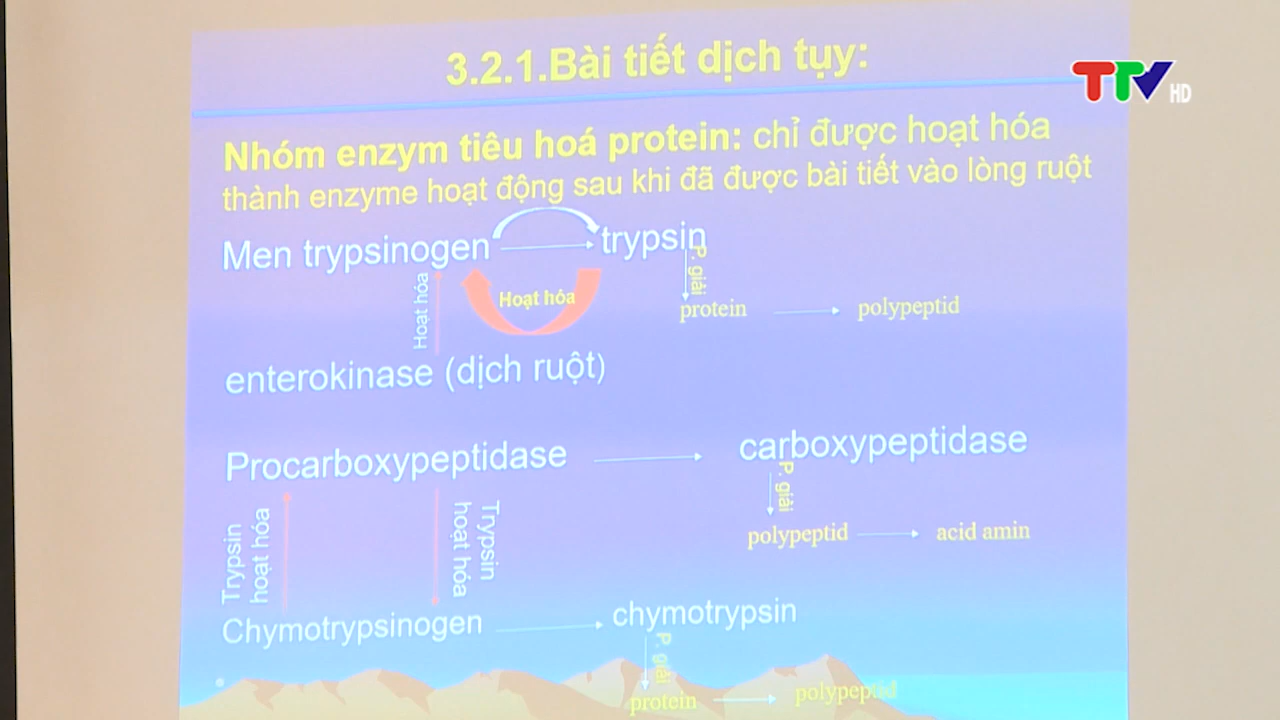 3.2.1.Bài tiết dịch tụy:
TTV HD
Nhóm enzym tiêu hoá protein: chỉ được hoạt hóa
thành enzyme hoạt động sau khi đã được bài tiết vào lòng ruột
Men trypsinogen trypsin
P. giải
Hoạt hóa
Hoạt hóa
protein polypeptid
enterokinase (dịch ruột)
Procarboxypeptidase carboxypeptidase
P. giải
polypeptid acid amin
Trypsin
hoạt hóa
Trypsin
hoạt hóa
Chymotrypsinogen chymotrypsin
P. giải
protein polypeptid